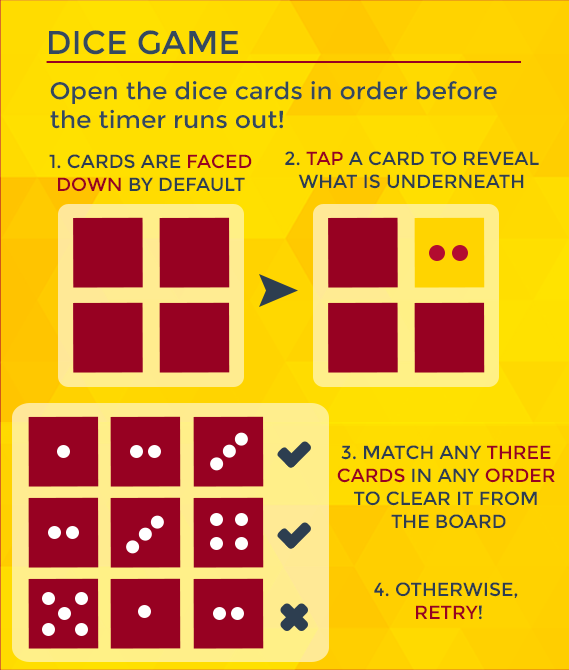 DICE GAME
Open the dice cards in order before
the timer runs out!
1. CARDS ARE FACED
DOWN BY DEFAULT
2. TAP A CARD TO REVEAL
WHAT IS UNDERNEATH
3. MATCH ANY THREE
CARDS IN ANY ORDER
TO CLEAR IT FROM
THE BOARD
4. OTHERWISE,
RETRY!